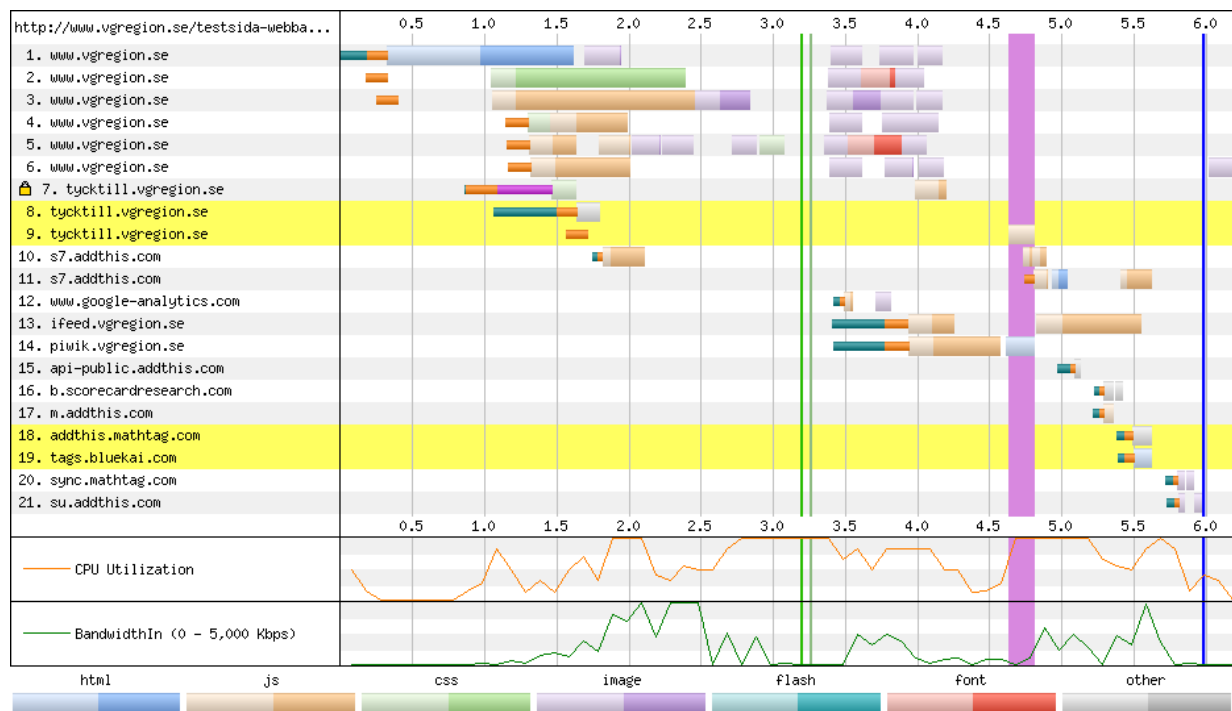 http://www.vgregion.se/testsida-webba... 0.5 1.0 1.5 2.0 2.5 3.0 3.5 4.0 4.5 5.0 5.5 6.0
1. www.vgregion.se
2. www.vgregion.se
3. www.vgregion.se
4. www.vgregion.se
5. www.vgregion.se
6. www.vgregion.se
7. tycktill.vgregion.se
8. tycktill.vgregion.se
9. tycktill.vgregion.se
10. s7.addthis.com
11. s7.addthis.com
12. www.google-analytics.com
13. ifeed.vgregion.se
14. piwik.vgregion.se
15. api-public.addthis.com
16. b.scorecardresearch.com
17. m.addthis.com
18. addthis.mathtag.com
19. tags.bluekai.com
20. sync.mathtag.com
21. su.addthis.com
0.5 1.0 1.5 2.0 2.5 3.0 3.5 4.0 4.5 5.0 5.5 6.0
CPU Utilization
BandwidthIn (0 - 5,000 Kbps)
html js css image flash font other